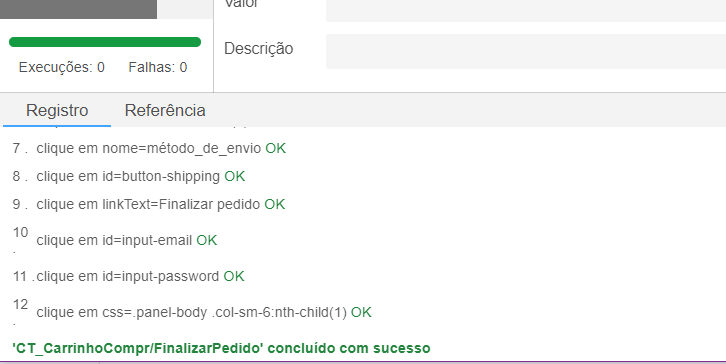 Valor
Descrição
Execuções: 0 Falhas: 0
Registro Referência
7 . clique em nome=método_de_envio OK
8 . clique em id=button-shipping OK
9 . clique em linkText=Finalizar pedido OK
10 . clique em id=input-email OK
11 . clique em id=input-password OK
12 . clique em css=.panel-body .col-sm-6:nth-child(1) OK
'CT_CarrinhoCompr/FinalizarPedido' concluído com sucesso